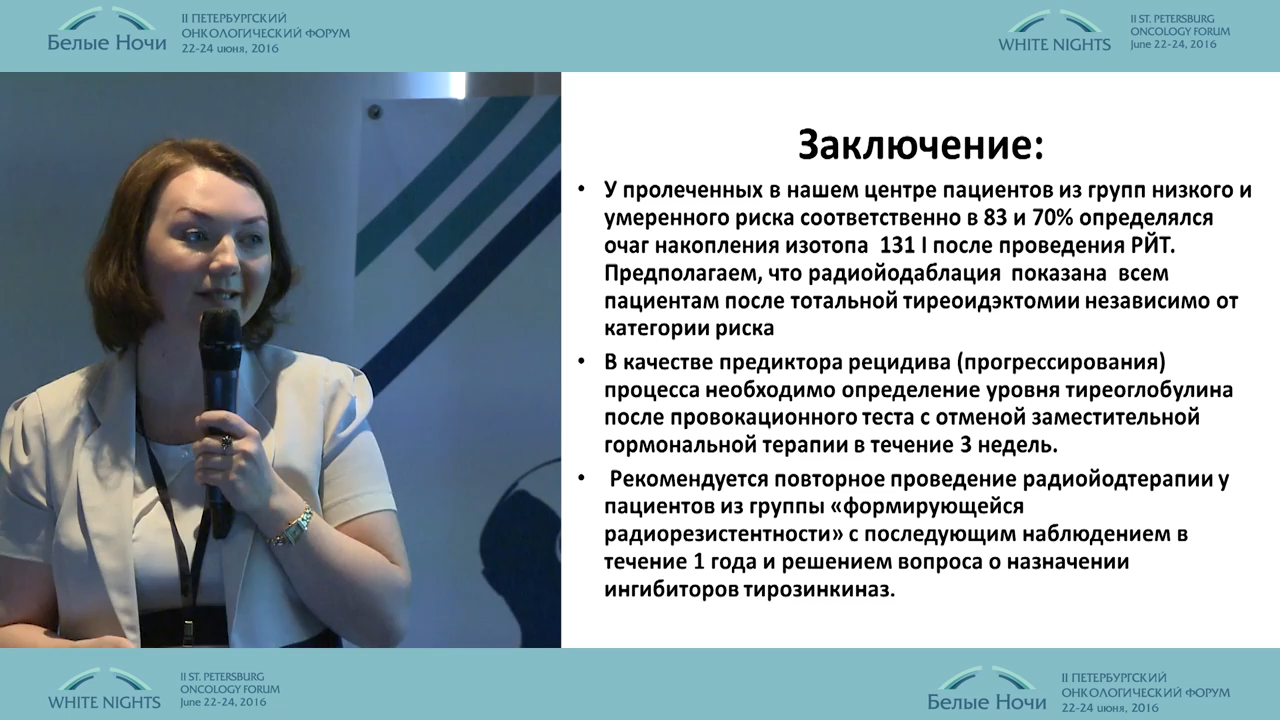 Белые Ночи
II ПЕТЕРБУРГСКИЙ
ОНКОЛОГИЧЕСКИЙ ФОРУМ
22-24 июня, 2016
WHITE NIGHTS
II ST. PETERSBURG
ONCOLOGY FORUM
June 22-24, 2016
Заключение:
• У пролеченных в нашем центре пациентов из групп низкого и
умеренного риска соответственно в 83 и 70% определялся
очаг накопления изотопа 131 I после проведения РЙТ.
Предполагаем, что радиойодаблация показана всем
пациентам после тотальной тиреоидэктомии независимо от
категории риска
• В качестве предиктора рецидива (прогрессирования)
процесса необходимо определение уровня тиреоглобулина
после провокационного теста с отменой заместительной
гормональной терапии в течение 3 недель.
• Рекомендуется повторное проведение радиойодтерапии у
пациентов из группы «формирующейся
радиорезистентности» с последующим наблюдением в
течение 1 года и решением вопроса о назначении
ингибиторов тирозинкиназ.
WHITE NIGHTS
II ST. PETERSBURG
ONCOLOGY FORUM
June 22-24, 2016
Белые Ночи
II ПЕТЕРБУРГСКИЙ
ОНКОЛОГИЧЕСКИЙ ФОРУМ
22-24 июня, 2016